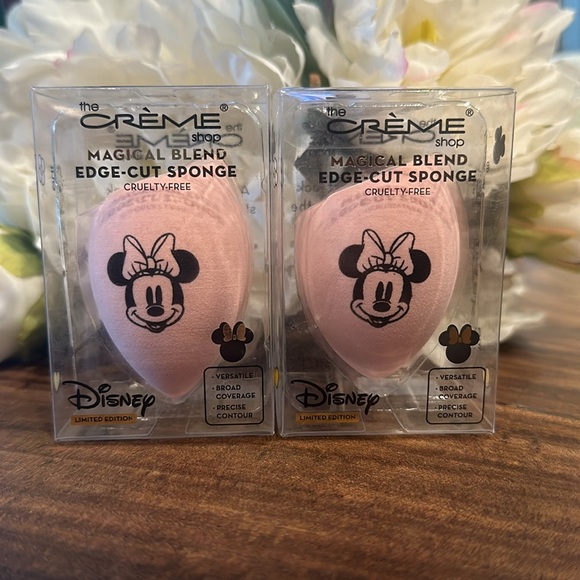 the
CRÈME®
shop
MAGICAL BLEND
EDGE-CUT SPONGE
CRUELTY-FREE
Disney
LIMITED EDITION
• VERSATILE
• BROAD
COVERAGE
• PRECISE
CONTOUR
the
CRÈME®
shop
MAGICAL BLEND
EDGE-CUT SPONGE
CRUELTY-FREE
Disney
LIMITED EDITION
• VERSATILE
• BROAD
COVERAGE
• PRECISE
CONTOUR